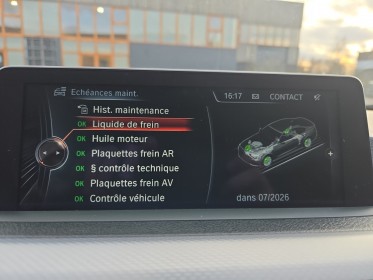 Echéances maint.
16:17 CONTACT
Hist. maintenance
OK Liquide de frein
OK Huile moteur
OK Plaquettes frein AR
OK § contrôle technique
OK Plaquettes frein AV
OK Contrôle véhicule
dans 07/2026